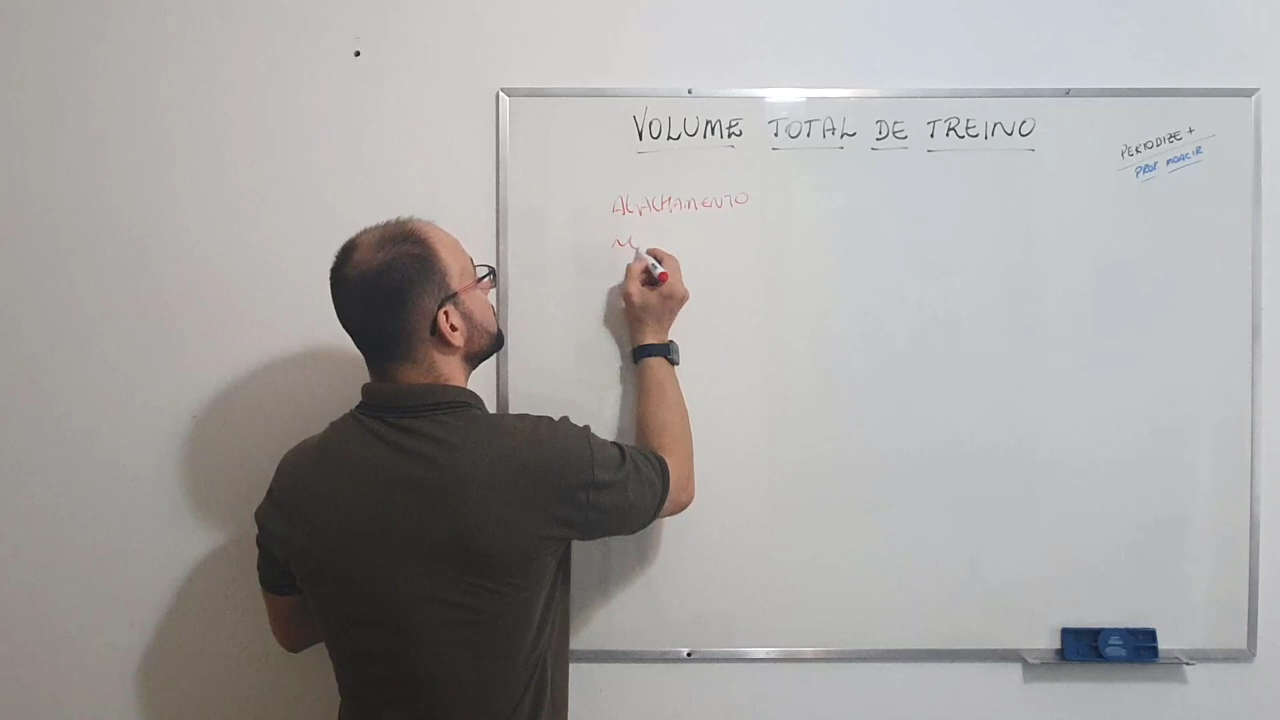 VOLUME TOTAL DE TREINO
PERIODIZE +
PROF. MOACIR
AGACHAMENTO